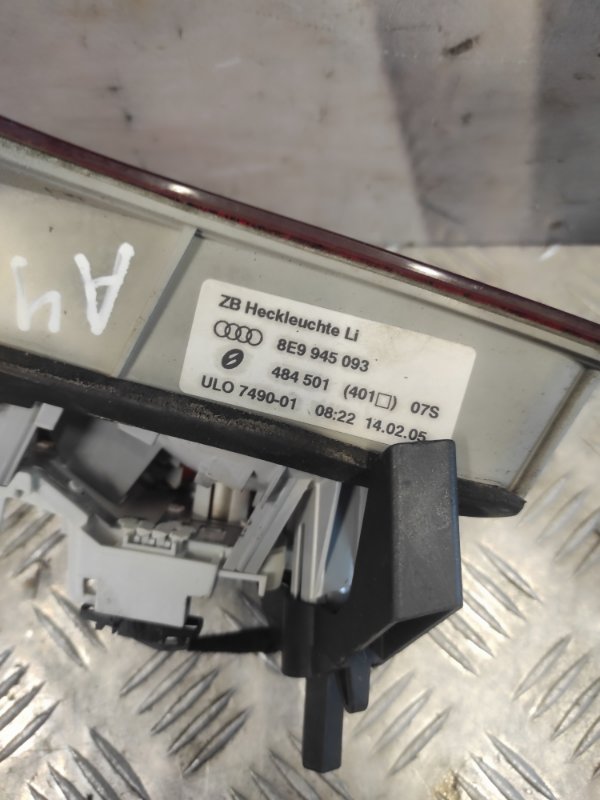 A4
ZB Heckleuchte Li
8E9 945 093
484 501 (401□) 07S
ULO 7490-01 08:22 14.02.05